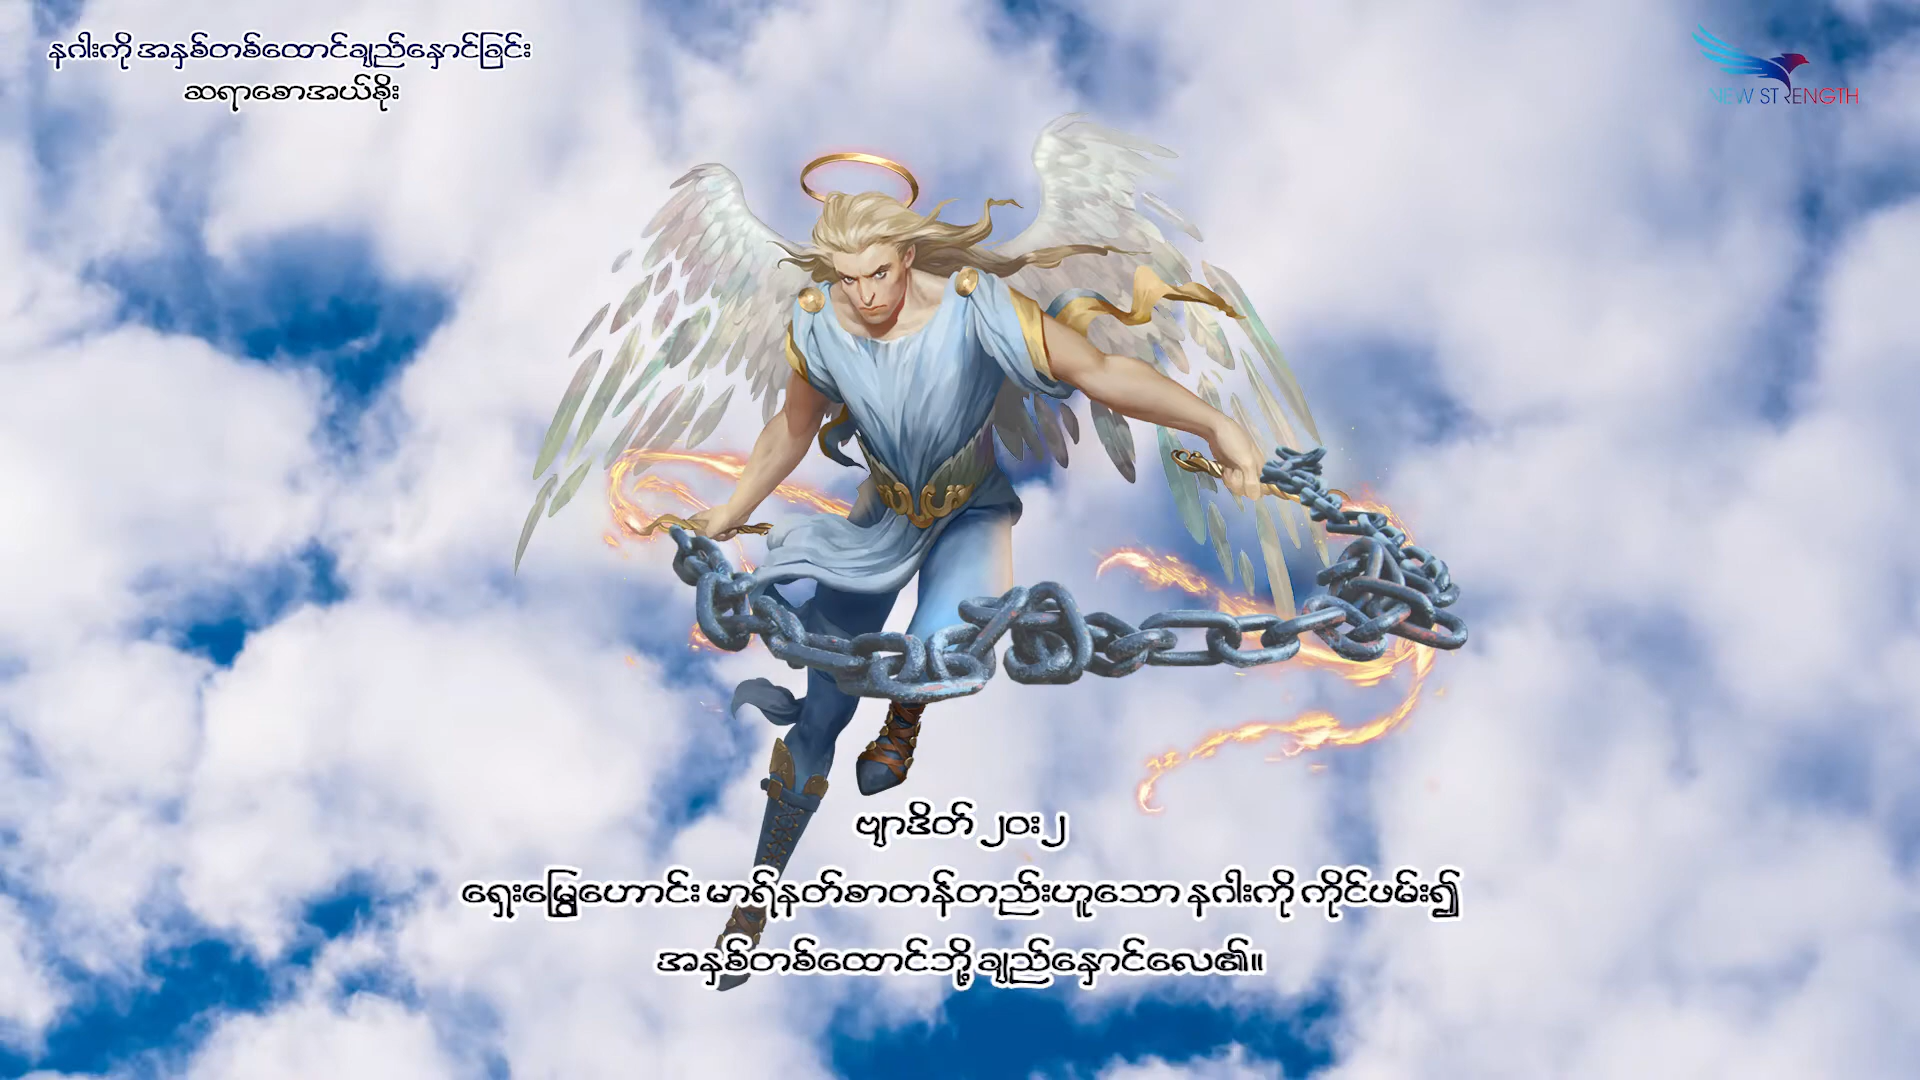 နဂါးကို အနှစ်တစ်ထောင်ချည်နှောင်ခြင်း
ဆရာစောအယ်ခိုး
NEW STRENGTH
ဗျာဒိတ် ၂၀း၂
ရှေးမြွေဟောင်း မာရ်နတ်စာတန်တည်းဟူသော နဂါးကို ကိုင်ဖမ်း၍
အနှစ်တစ်ထောင်ဘို့ ချည်နှောင်လေ၏။